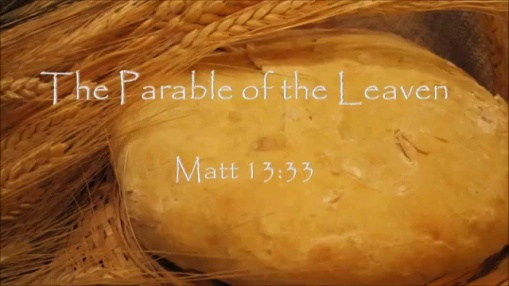 The Parable of the Leaven
Matt 13:33